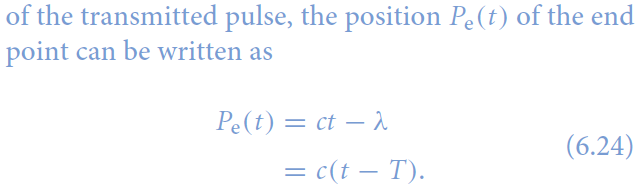 of the transmitted pulse, the position Pₑ(t) of the end
point can be written as
Pₑ(t) = ct − λ
= c(t − T).
(6.24)